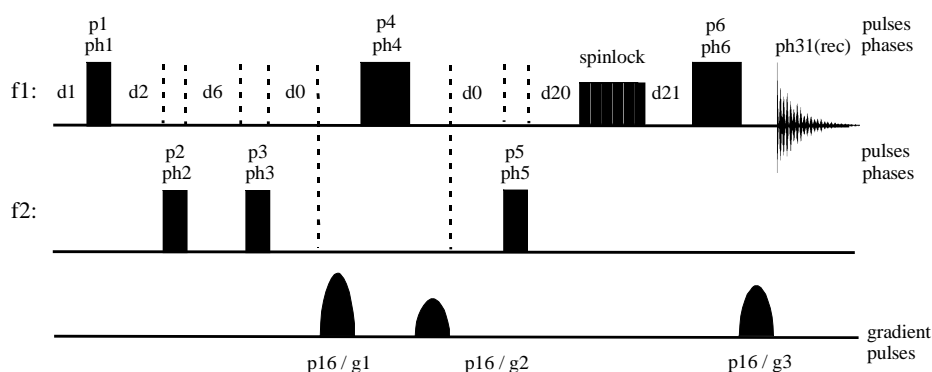 p1
ph1
p4
ph4
p6
ph6
ph31(rec)
pulses
phases
spinlock
f1:
d1
d2
d6
d0
d0
d20
d21
p2
ph2
p3
ph3
p5
ph5
pulses
phases
f2:
gradient
pulses
p16 / g1
p16 / g2
p16 / g3